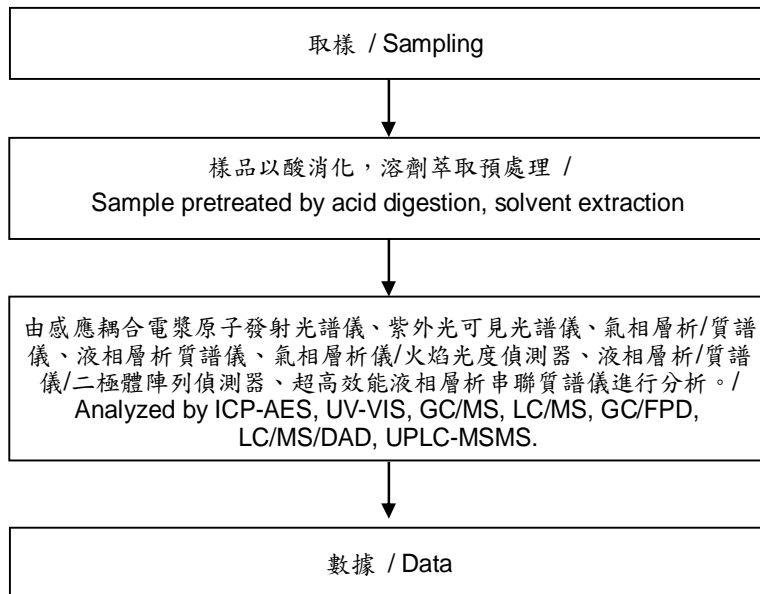 取樣 / Sampling
樣品以酸消化，溶劑萃取預處理 /
Sample pretreated by acid digestion, solvent extraction
由感應耦合電漿原子發射光譜儀、紫外光可見光譜儀、氣相層析/質譜
儀、液相層析質譜儀、氣相層析儀/火焰光度偵測器、液相層析/質譜
儀/二極體陣列偵測器、超高效能液相層析串聯質譜儀進行分析。/
Analyzed by ICP-AES, UV-VIS, GC/MS, LC/MS, GC/FPD,
LC/MS/DAD, UPLC-MSMS.
數據 / Data